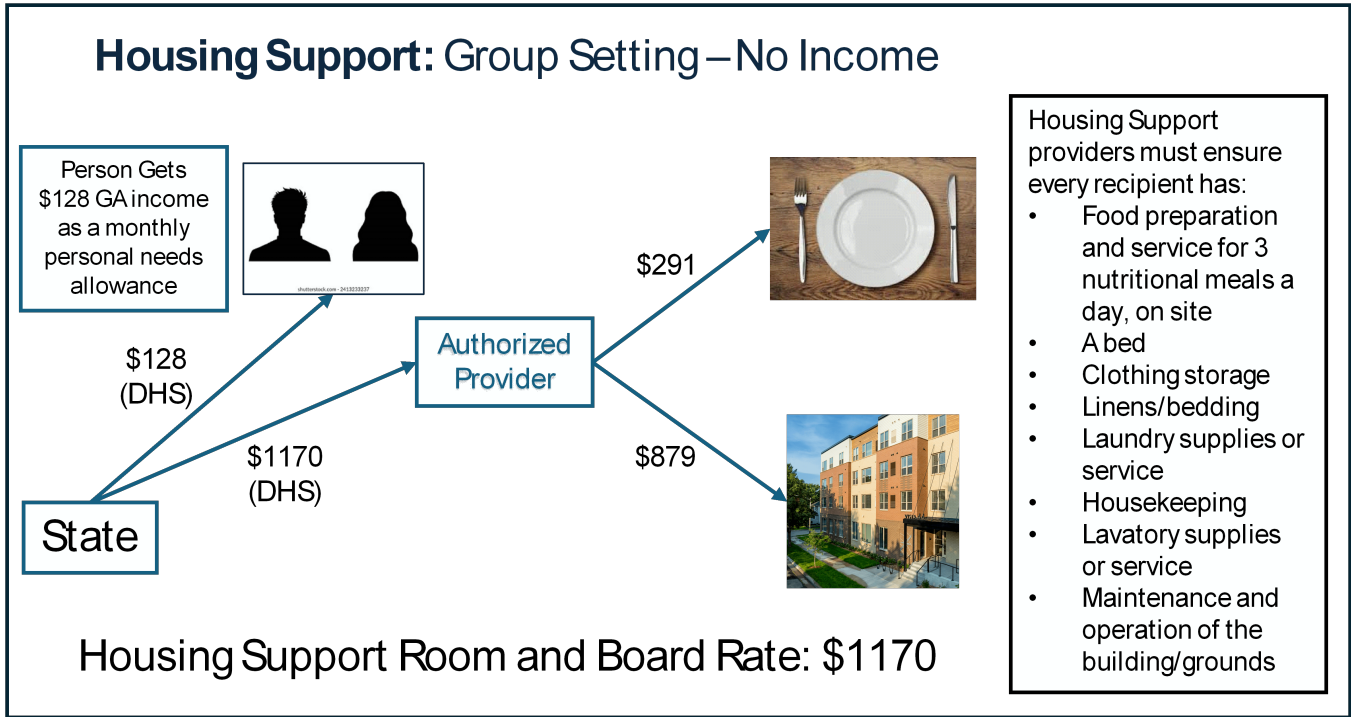 Housing Support: Group Setting – No Income
Person Gets
$128 GA income
as a monthly
personal needs
allowance
shutterstock.com · 2413233237
$128
(DHS)
$1170
(DHS)
State
Authorized
Provider
$291
$879
Housing Support Room and Board Rate: $1170
Housing Support
providers must ensure
every recipient has:
• Food preparation
and service for 3
nutritional meals a
day, on site
• A bed
• Clothing storage
• Linens/bedding
• Laundry supplies or
service
• Housekeeping
• Lavatory supplies
or service
• Maintenance and
operation of the
building/grounds